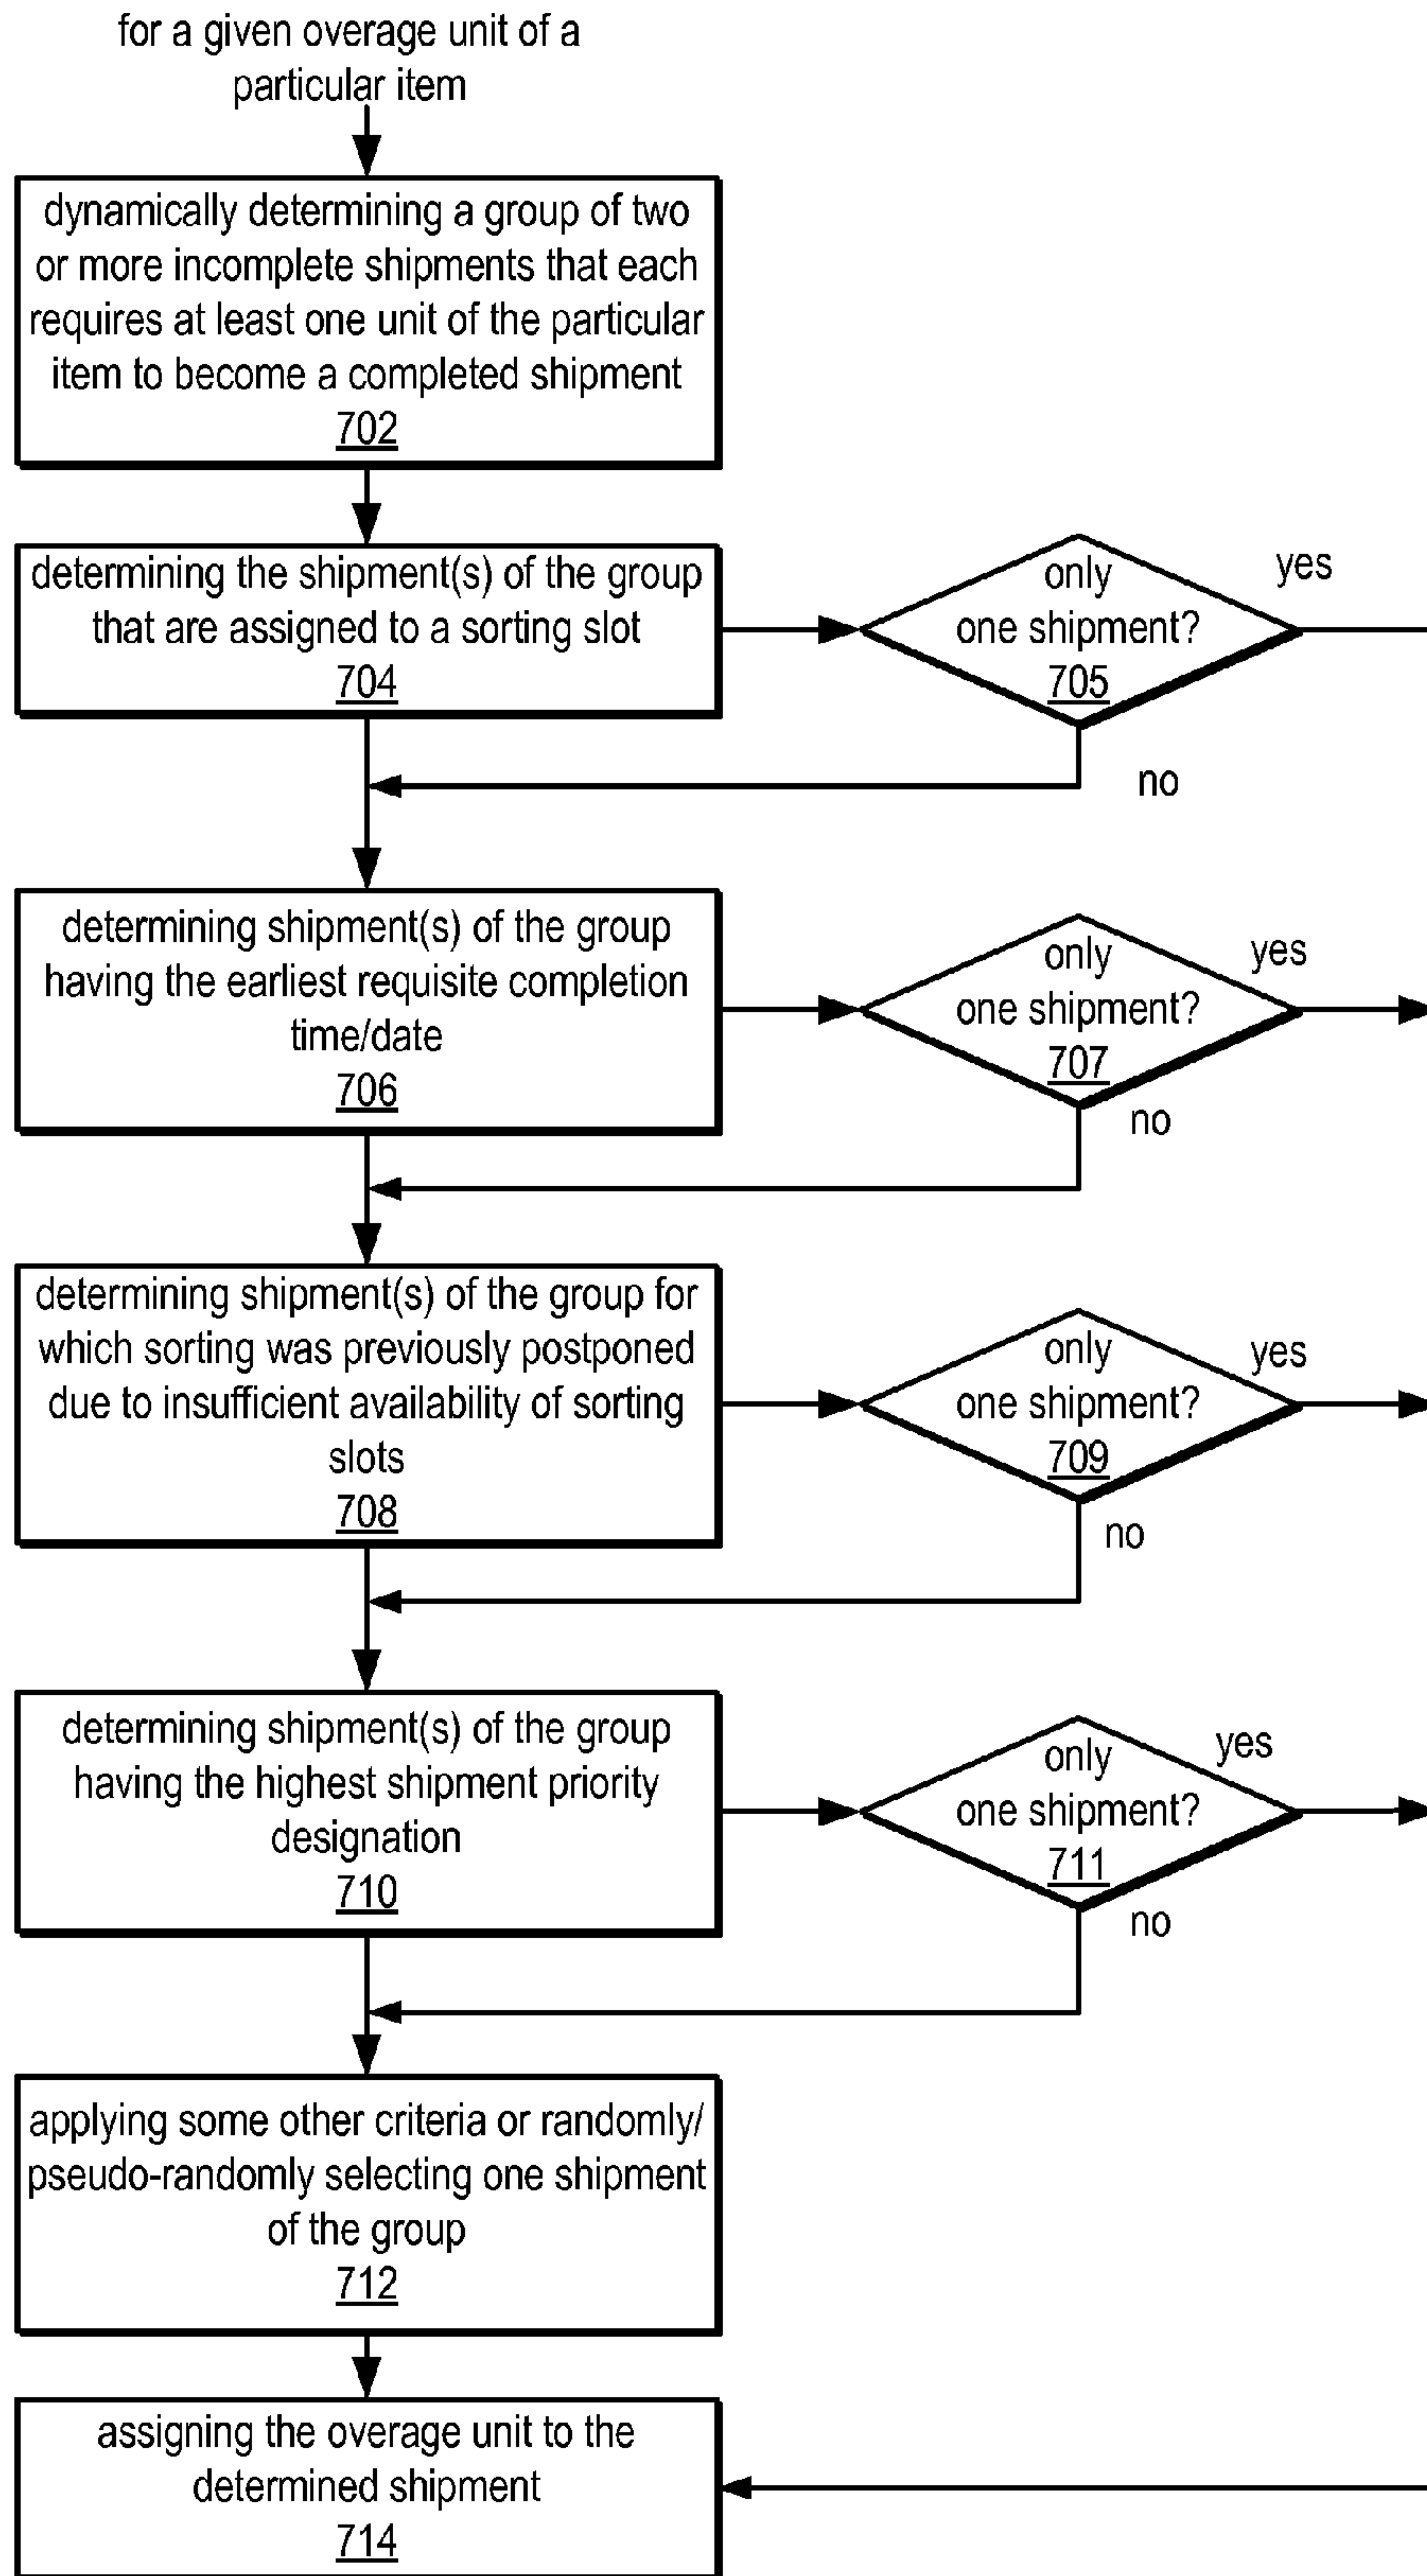 for a given overage unit of a
particular item
dynamically determining a group of two
or more incomplete shipments that each
requires at least one unit of the particular
item to become a completed shipment
702
determining the shipment(s) of the group
that are assigned to a sorting slot
704
only
one shipment?
705
yes
no
determining shipment(s) of the group
having the earliest requisite completion
time/date
706
only
one shipment?
707
yes
no
determining shipment(s) of the group for
which sorting was previously postponed
due to insufficient availability of sorting
slots
708
only
one shipment?
709
yes
no
determining shipment(s) of the group
having the highest shipment priority
designation
710
only
one shipment?
711
yes
no
applying some other criteria or randomly/
pseudo-randomly selecting one shipment
of the group
712
assigning the overage unit to the
determined shipment
714